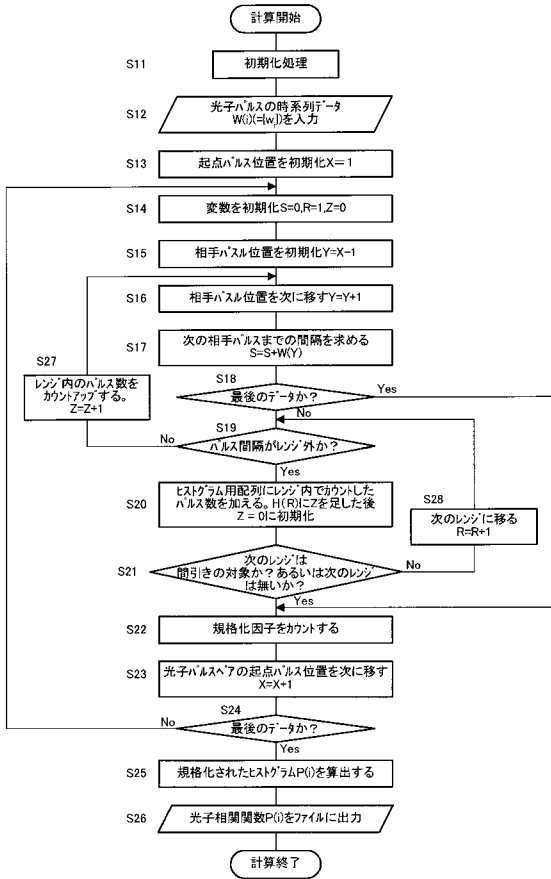 計算開始
S11
初期化処理
S12
光子パルスの時系列データ
W(i)(={wi})を入力
S13
起点パルス位置を初期化X=1
S14
変数を初期化S=0,R=1,Z=0
S15
相手パスル位置を初期化Y=X-1
S16
相手パスル位置を次に移すY=Y+1
S17
次の相手パルスまでの間隔を求める
S=S+W(Y)
S27
レンジ内のパルス数を
カウントアップする。
Z=Z+1
S18
最後のデータか?
Yes
No
S19
パルス間隔がレンジ外か?
No
Yes
S20
ヒストグラム用配列にレンジ内でカウントした
パルス数を加える。H(R)にZを足した後
Z = 0に初期化
S28
次のレンジに移る
R=R+1
S21
次のレンジは
間引きの対象か?あるいは次のレンジ
は無いか?
No
Yes
S22
規格化因子をカウントする
S23
光子パルスペアの起点パルス位置を次に移す
X=X+1
S24
No
最後のデータか?
Yes
S25
規格化されたヒストグラムP(i)を算出する
S26
光子相関関数P(i)をファイルに出力
計算終了